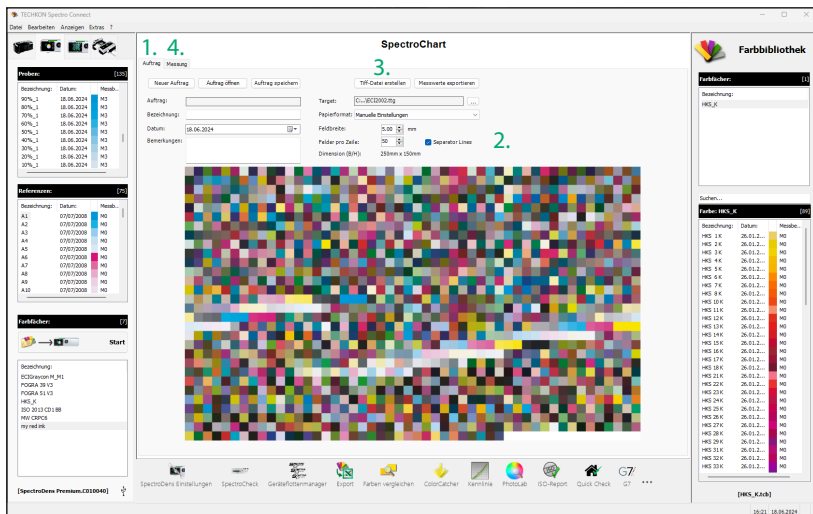 TECHKON Spectro Connect
Datei Bearbeiten Anzeigen Extras ?
Proben: [135]
Bezeichnung: Datum: Messb...
90%_1 18.06.2024 M3
80%_1 18.06.2024 M3
70%_1 18.06.2024 M3
60%_1 18.06.2024 M3
50%_1 18.06.2024 M3
40%_1 18.06.2024 M3
30%_1 18.06.2024 M3
20%_1 18.06.2024 M3
10%_1 18.06.2024 M3
Referenzen: [75]
Bezeichnung: Datum: Messb...
A1 07/07/2008 M0
A2 07/07/2008 M0
A3 07/07/2008 M0
A4 07/07/2008 M0
A5 07/07/2008 M0
A6 07/07/2008 M0
A7 07/07/2008 M0
A8 07/07/2008 M0
A9 07/07/2008 M0
A10 07/07/2008 M0
Farbfächer: [7]
Start
Bezeichnung:
ECIGraycon M_M1
FOGRA 39 V3
FOGRA 51 V3
HKS_K
ISO 2013 CD1 BB
MW CRPC6
my red ink
[SpectroDens Premium.C010040]
SpectroChart
1. 4.
Auftrag Messung
3.
Neuer Auftrag Auftrag öffnen Auftrag speichern Tiff-Datei erstellen Messwerte exportieren
Auftrag: Target: C:...\ECI2002.ttg ...
Bezeichnung: Papierformat: Manuelle Einstellungen
Datum: 18.06.2024 Feldbreite: 5.00 mm
Bemerkungen: Felder pro Zeile: 50 Separator Lines
2.
Dimension [B/H]: 250mm x 150mm
SpectroDens Einstellungen SpectroCheck Geräteflottenmanager Export Farben vergleichen ColorCatcher Kennlinie PhotoLab ISO-Report Quick Check G7 G7 ...
Farbbibliothek
Farbfächer: [1]
Bezeichnung:
HKS_K
Suchen...
Farbe: HKS_K [89]
Bezeichnung: Datum: Messbe...
HKS 1 K 26.01.2... M0
HKS 2 K 26.01.2... M0
HKS 3 K 26.01.2... M0
HKS 4 K 26.01.2... M0
HKS 5 K 26.01.2... M0
HKS 6 K 26.01.2... M0
HKS 7 K 26.01.2... M0
HKS 8 K 26.01.2... M0
HKS 10 K 26.01.2... M0
HKS 11 K 26.01.2... M0
HKS 12 K 26.01.2... M0
HKS 13 K 26.01.2... M0
HKS 14 K 26.01.2... M0
HKS 15 K 26.01.2... M0
HKS 16 K 26.01.2... M0
HKS 17 K 26.01.2... M0
HKS 18 K 26.01.2... M0
HKS 21 K 26.01.2... M0
HKS 22 K 26.01.2... M0
HKS 23 K 26.01.2... M0
HKS 24 K 26.01.2... M0
HKS 25 K 26.01.2... M0
HKS 26 K 26.01.2... M0
HKS 27 K 26.01.2... M0
HKS 28 K 26.01.2... M0
HKS 29 K 26.01.2... M0
HKS 31 K 26.01.2... M0
HKS 32 K 26.01.2... M0
HKS 33 K 26.01.2... M0
[HKS_K.tcb]
16:21 18.06.2024